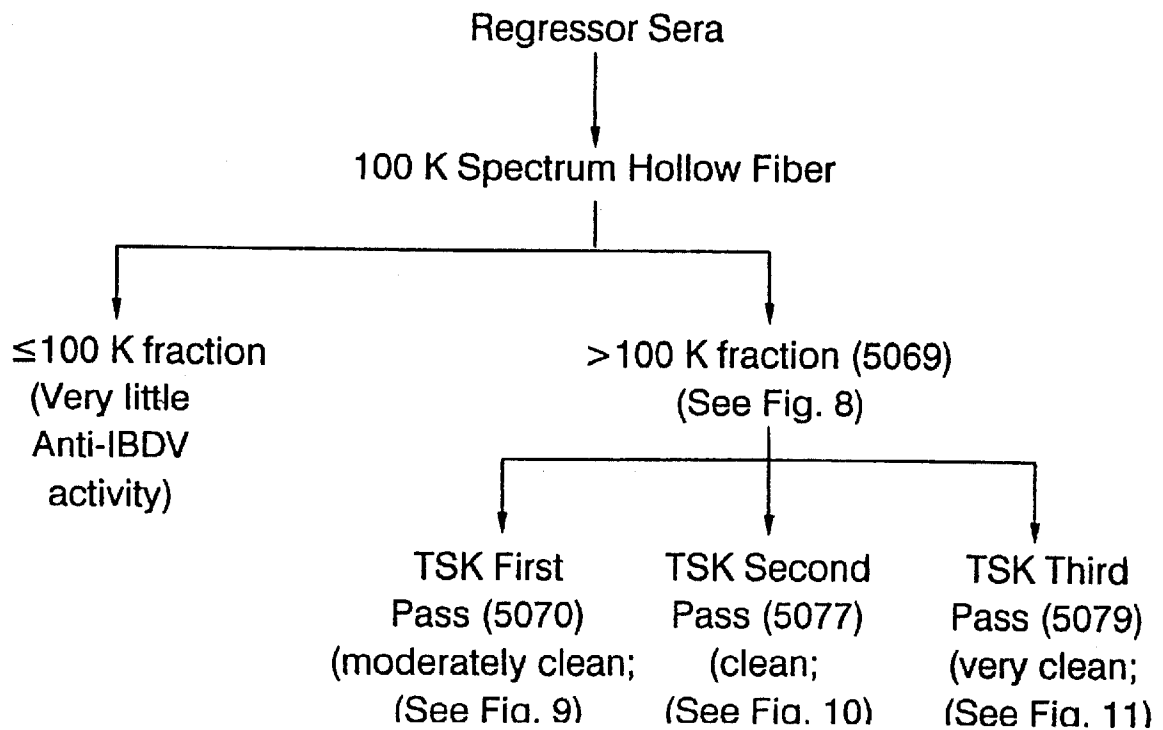 Regressor Sera
100 K Spectrum Hollow Fiber
≤100 K fraction
(Very little
Anti-IBDV
activity)
>100 K fraction (5069)
(See Fig. 8)
TSK First
Pass (5070)
(moderately clean;
(See Fig. 9)
TSK Second
Pass (5077)
(clean;
(See Fig. 10)
TSK Third
Pass (5079)
(very clean;
(See Fig. 11)